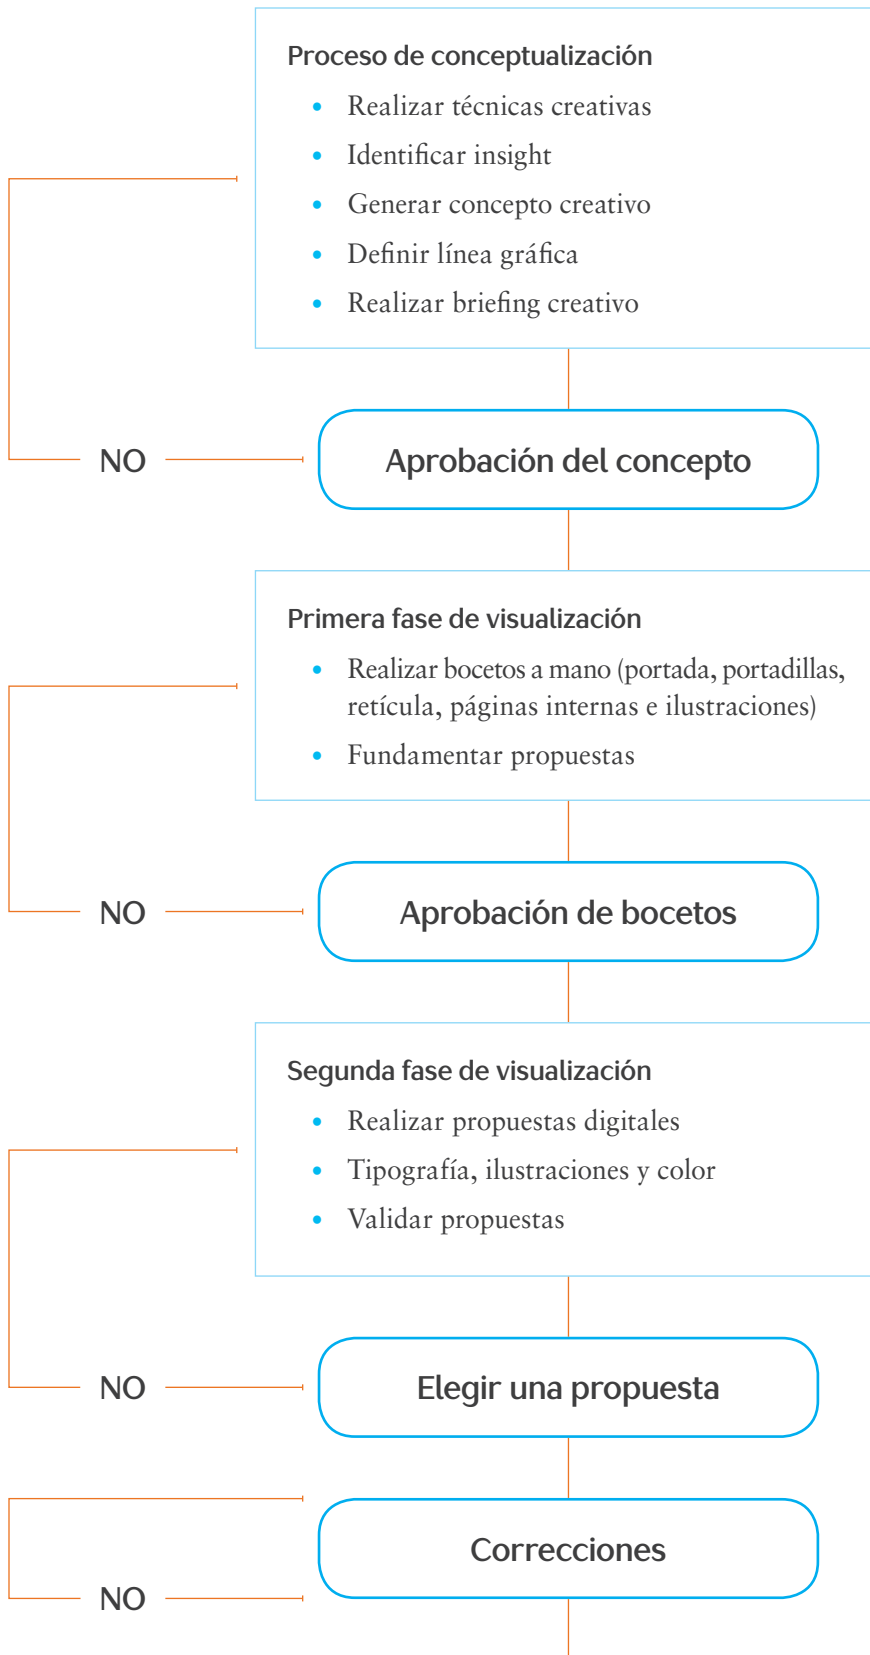 Proceso de conceptualización
• Realizar técnicas creativas
• Identificar insight
• Generar concepto creativo
• Definir línea gráfica
• Realizar briefing creativo
NO
Aprobación del concepto
Primera fase de visualización
• Realizar bocetos a mano (portada, portadillas,
retícula, páginas internas e ilustraciones)
• Fundamentar propuestas
NO
Aprobación de bocetos
Segunda fase de visualización
• Realizar propuestas digitales
• Tipografía, ilustraciones y color
• Validar propuestas
NO
Elegir una propuesta
Correcciones
NO